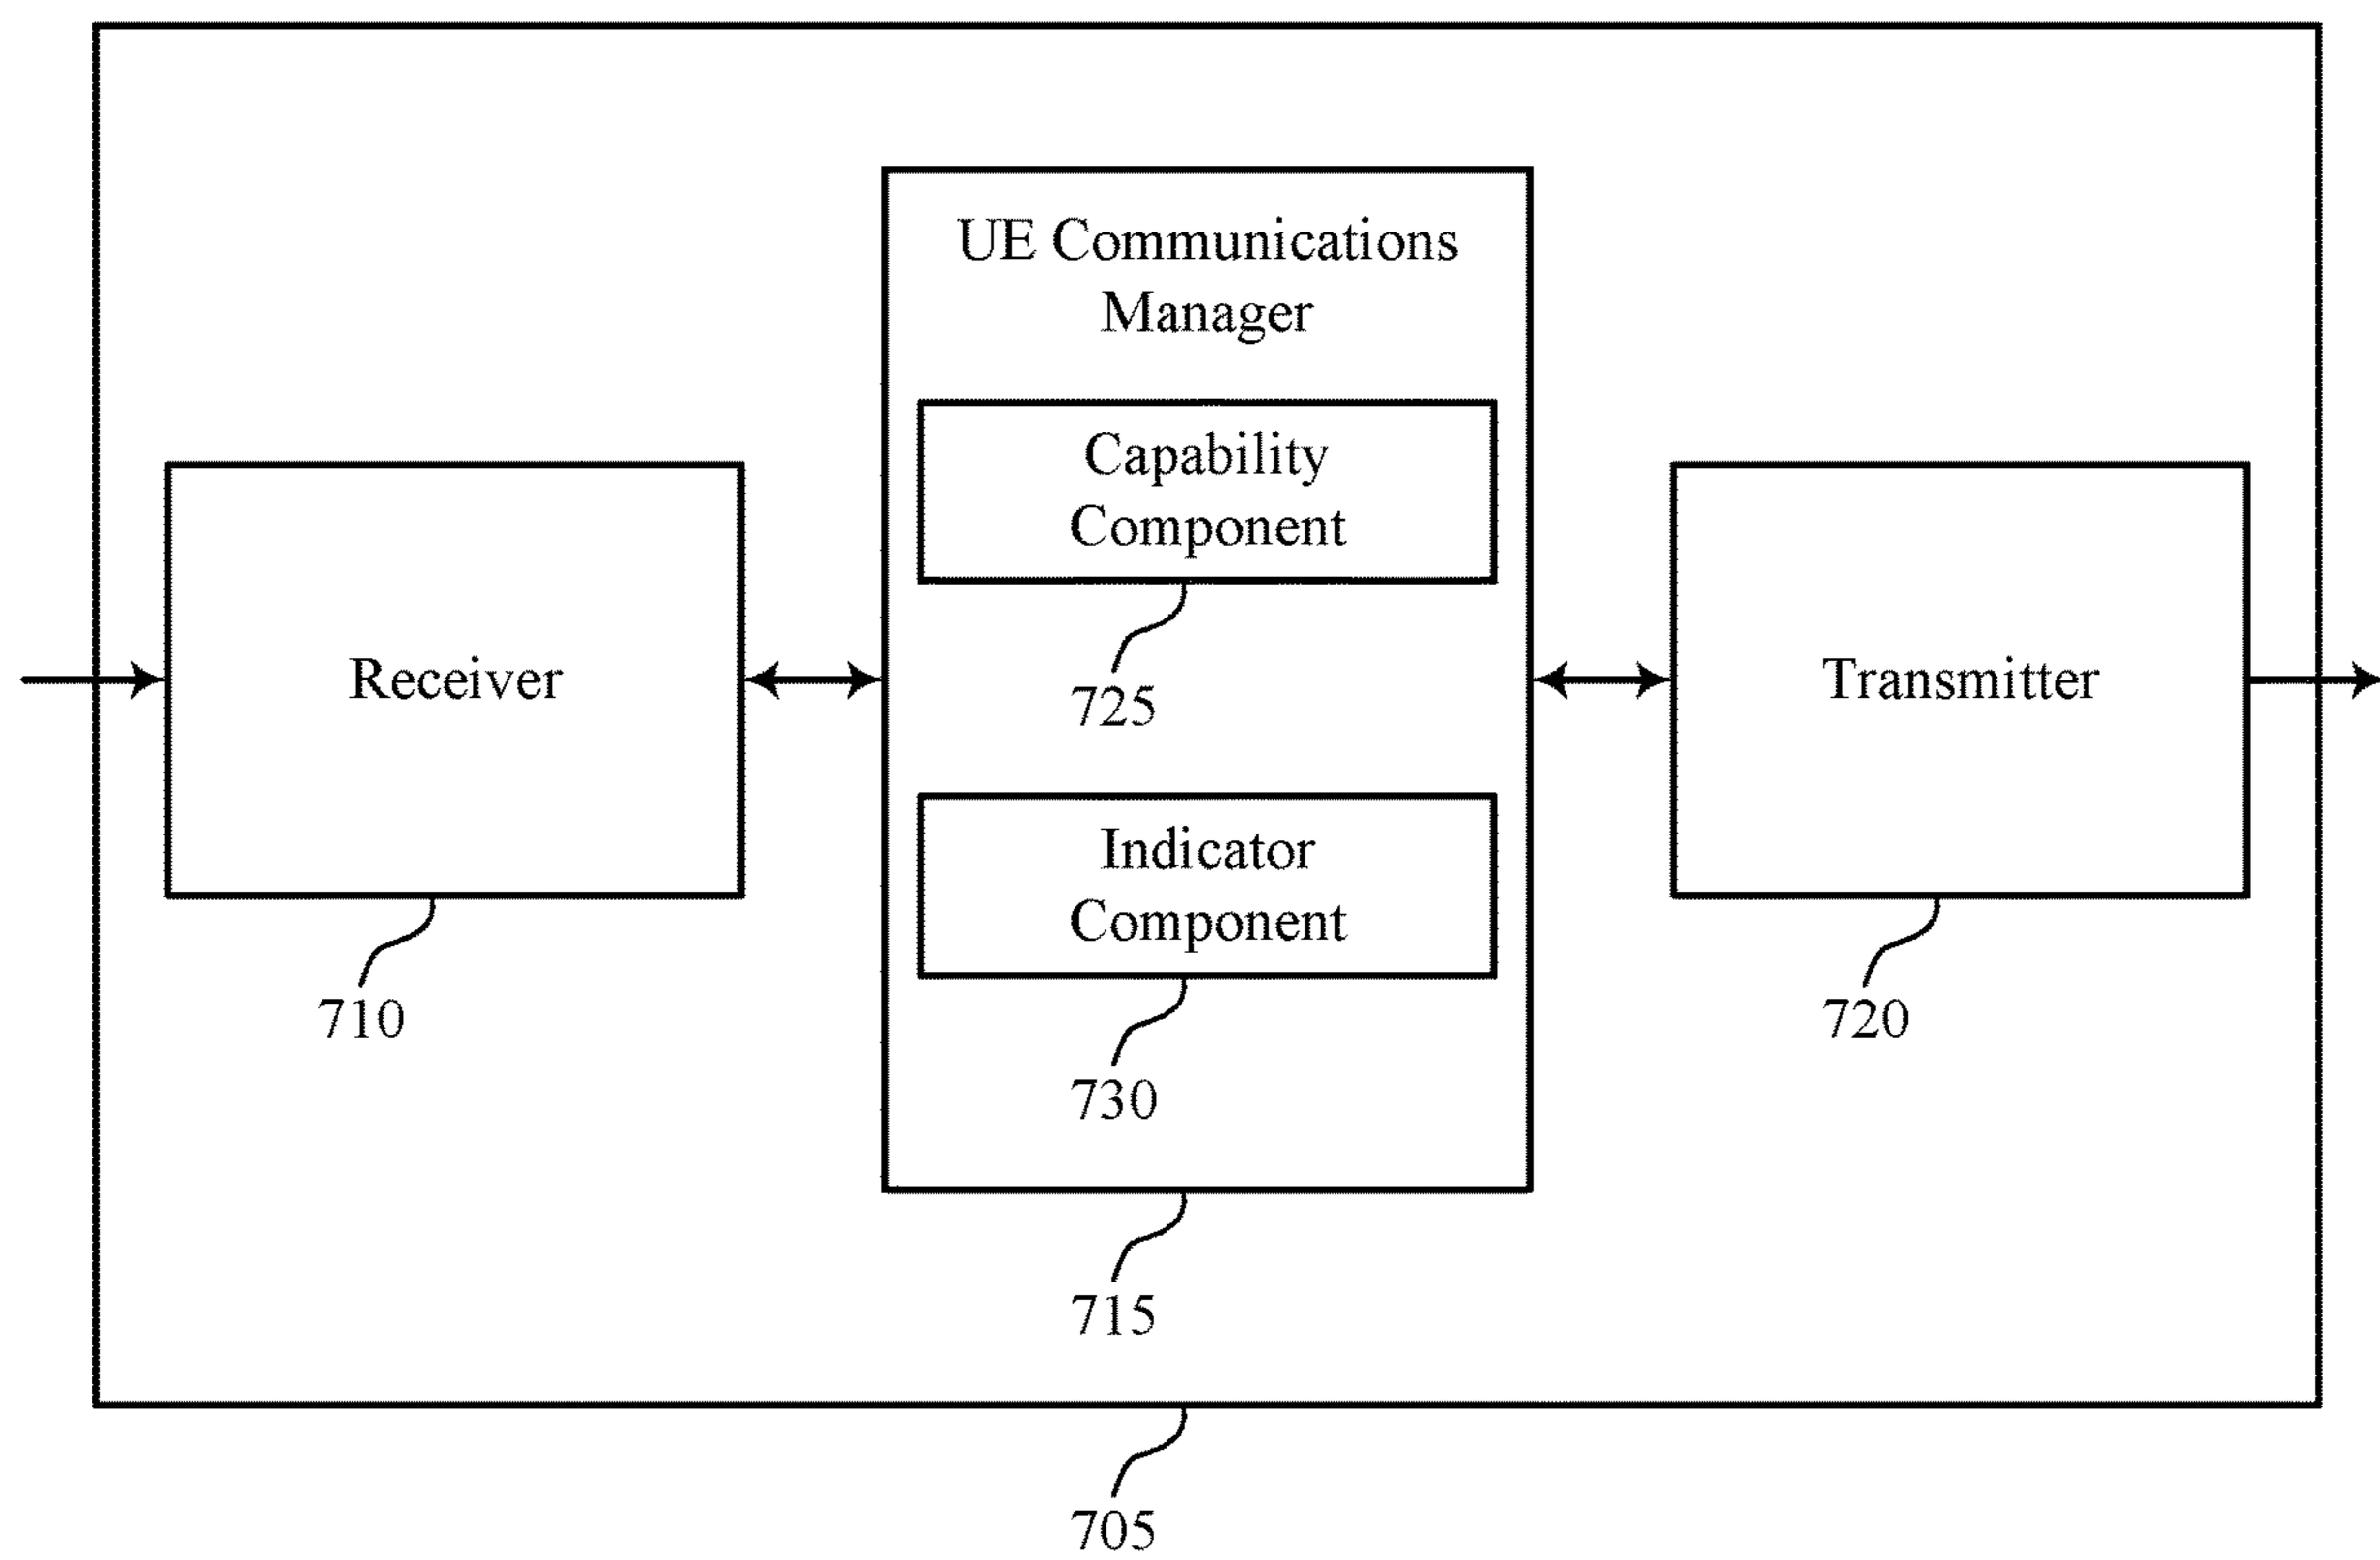 UE Communications
Manager
Capability
Component
725
Receiver
Transmitter
Indicator
Component
710
720
730
715
705